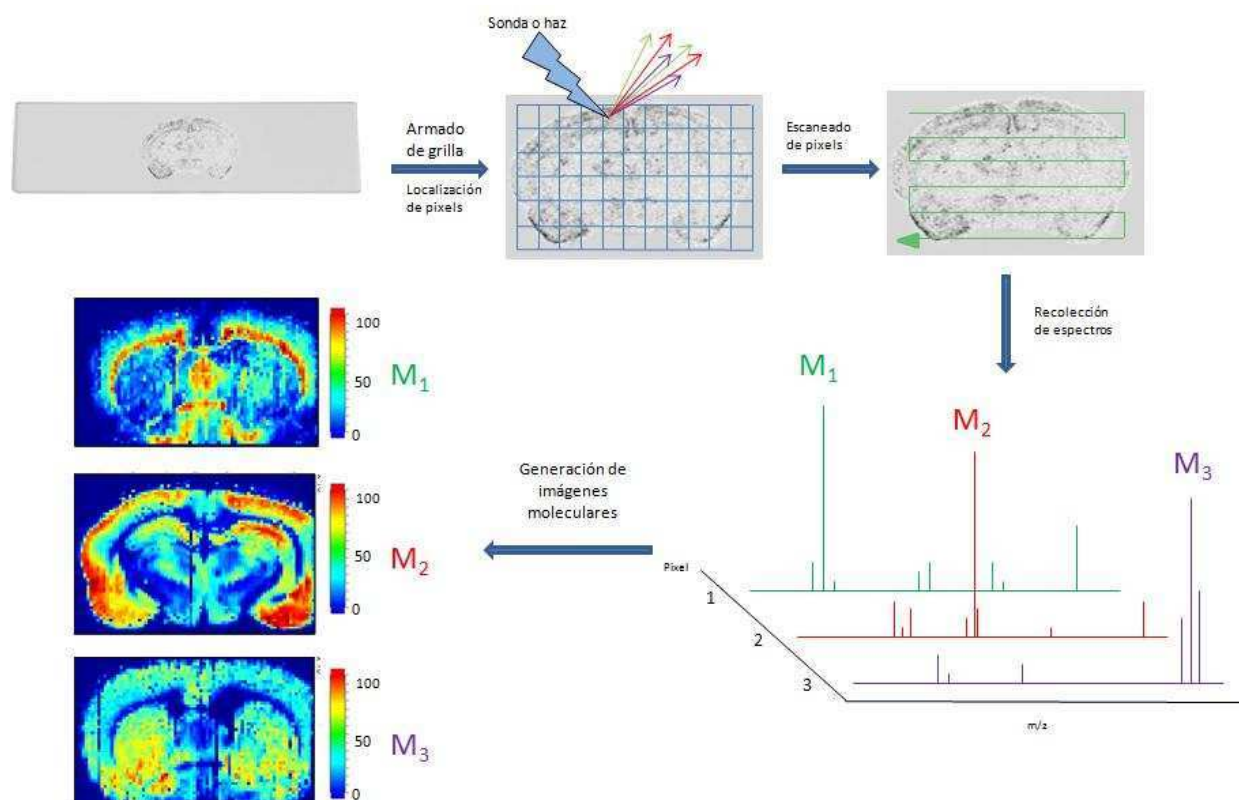 Sonda o haz
Armado
de grilla
Localización
de pixels
Escaneado
de pixels
Recolección
de espectros
M1
M2
M3
Pixel
1
2
3
m/z
Generación de
imágenes
moleculares
100
50
0
M1
100
50
0
M2
100
50
0
M3